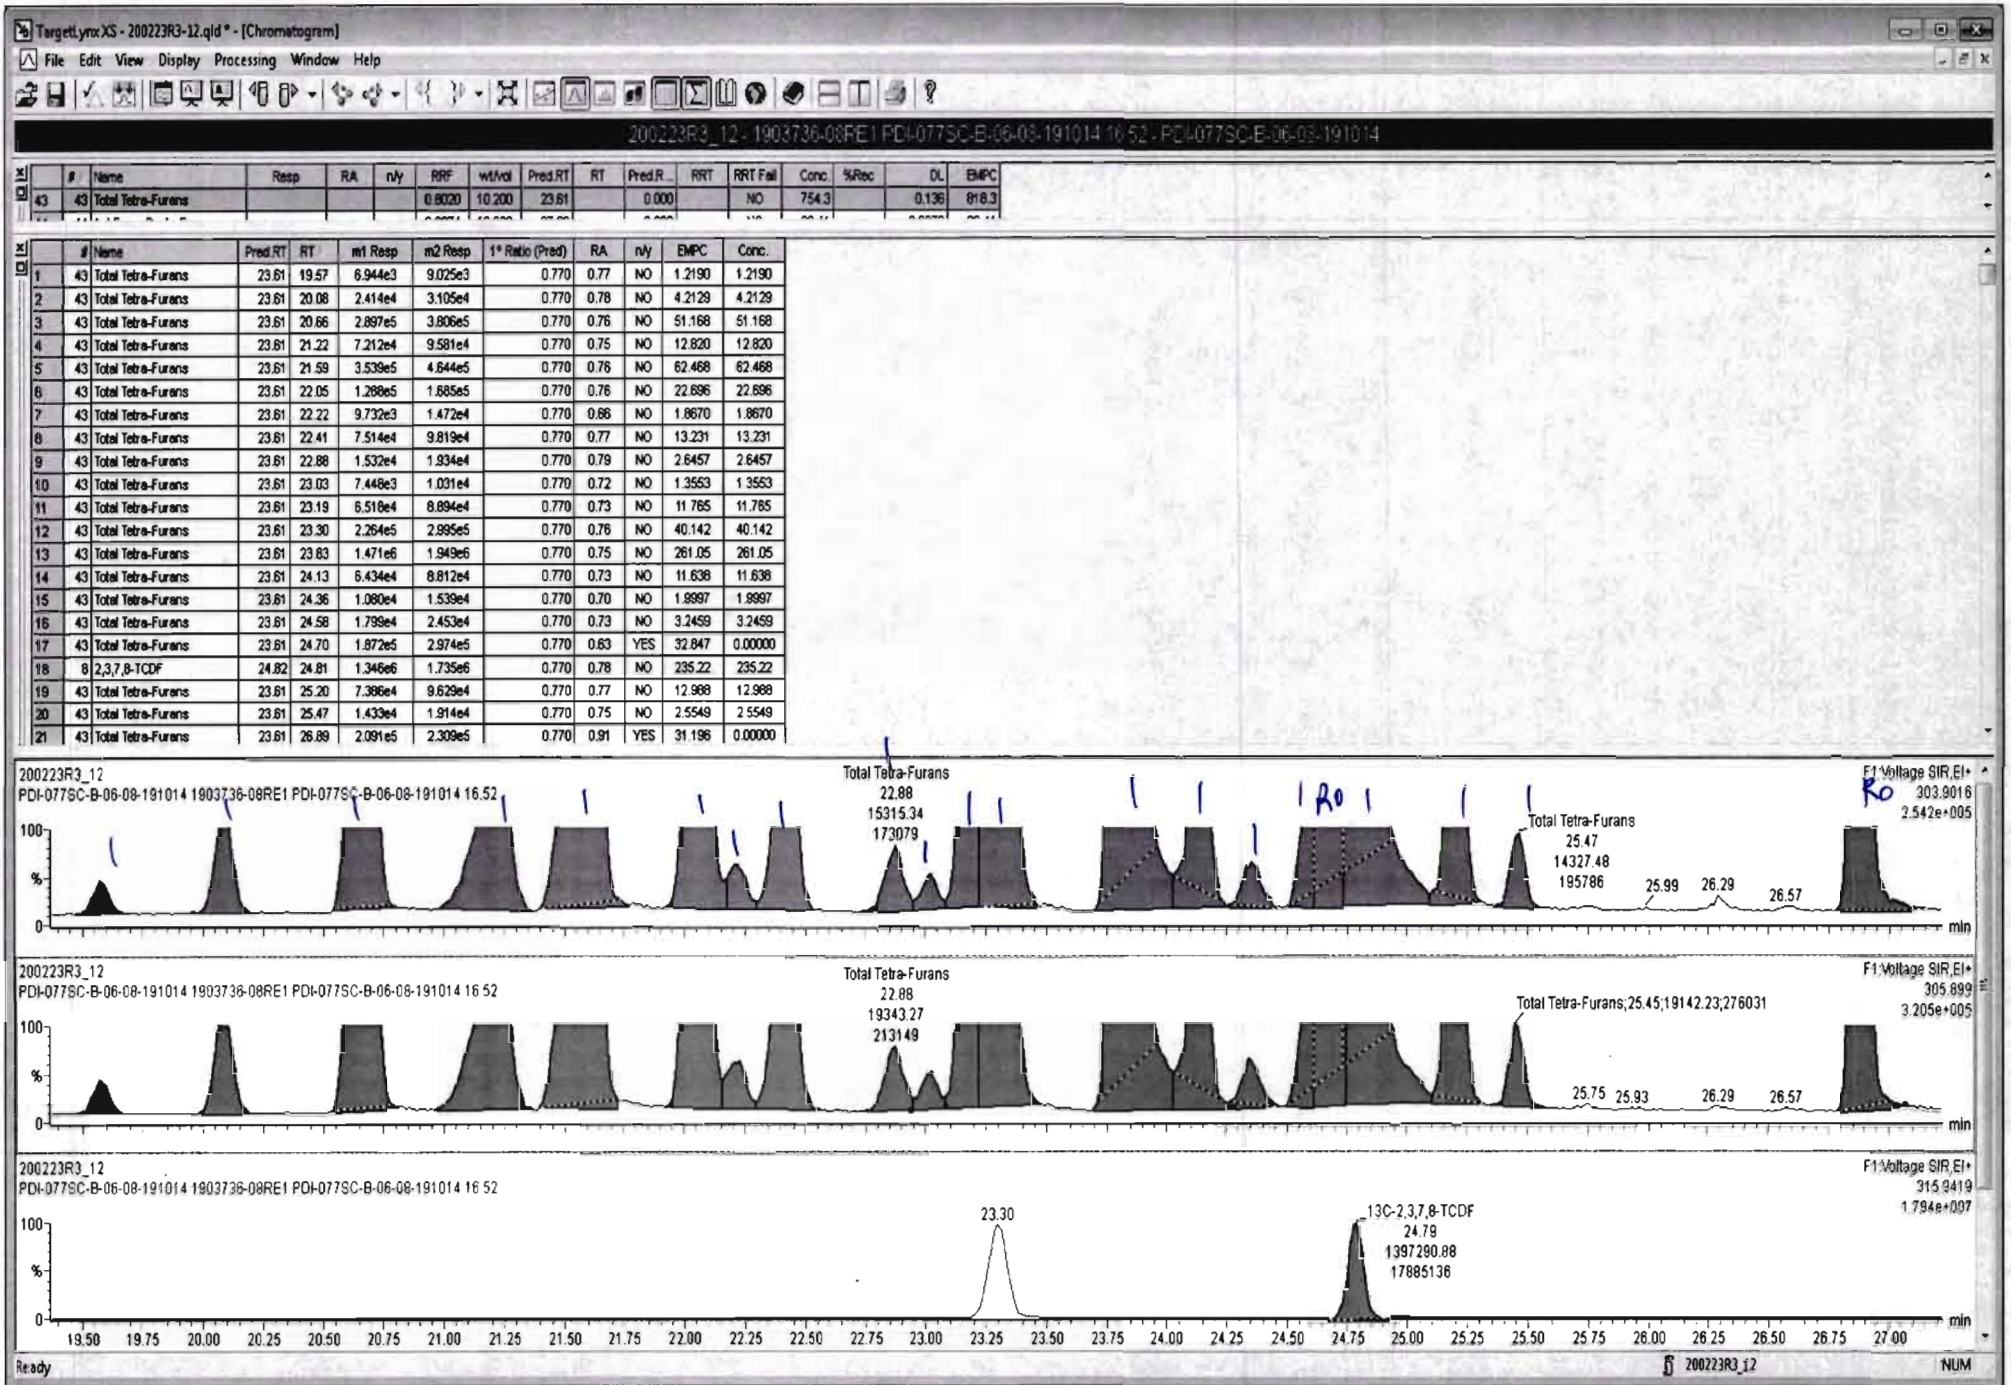 TargetLynx XS - 200223R3-12.qld * - [Chromatogram]
File Edit View Display Processing Window Help
200223R3_12 - 1903736-08RE1 PDI-077SC-B-06-08-191014 16 52 - PDI-077SC-B-06-08-191014
# Name Resp RA n/y RRF wt/vol Pred.RT RT Pred.R... RRT RRT Fail Conc. %Rec DL EMPC
43 43 Total Tetra-Furans 0.8020 10.200 23.61 0.000 NO 754.3 0.136 818.3
# Name Pred.RT RT m1 Resp m2 Resp 1° Ratio (Pred) RA n/y EMPC Conc.
1 43 Total Tetra-Furans 23.61 19.57 6.944e3 9.025e3 0.770 0.77 NO 1.2190 1.2190
2 43 Total Tetra-Furans 23.61 20.08 2.414e4 3.105e4 0.770 0.78 NO 4.2129 4.2129
3 43 Total Tetra-Furans 23.61 20.66 2.897e5 3.806e5 0.770 0.76 NO 51.168 51.168
4 43 Total Tetra-Furans 23.61 21.22 7.212e4 9.581e4 0.770 0.75 NO 12.820 12.820
5 43 Total Tetra-Furans 23.61 21.59 3.539e5 4.644e5 0.770 0.76 NO 62.468 62.468
6 43 Total Tetra-Furans 23.61 22.05 1.288e5 1.685e5 0.770 0.76 NO 22.696 22.696
7 43 Total Tetra-Furans 23.61 22.22 9.732e3 1.472e4 0.770 0.66 NO 1.8670 1.8670
8 43 Total Tetra-Furans 23.61 22.41 7.514e4 9.819e4 0.770 0.77 NO 13.231 13.231
9 43 Total Tetra-Furans 23.61 22.88 1.532e4 1.934e4 0.770 0.79 NO 2.6457 2.6457
10 43 Total Tetra-Furans 23.61 23.03 7.448e3 1.031e4 0.770 0.72 NO 1.3553 1.3553
11 43 Total Tetra-Furans 23.61 23.19 6.518e4 8.894e4 0.770 0.73 NO 11.765 11.765
12 43 Total Tetra-Furans 23.61 23.30 2.264e5 2.995e5 0.770 0.76 NO 40.142 40.142
13 43 Total Tetra-Furans 23.61 23.83 1.471e6 1.949e6 0.770 0.75 NO 261.05 261.05
14 43 Total Tetra-Furans 23.61 24.13 6.434e4 8.812e4 0.770 0.73 NO 11.638 11.638
15 43 Total Tetra-Furans 23.61 24.36 1.080e4 1.539e4 0.770 0.70 NO 1.9997 1.9997
16 43 Total Tetra-Furans 23.61 24.58 1.799e4 2.453e4 0.770 0.73 NO 3.2459 3.2459
17 43 Total Tetra-Furans 23.61 24.70 1.872e5 2.974e5 0.770 0.63 YES 32.847 0.00000
18 8 2,3,7,8-TCDF 24.82 24.81 1.346e6 1.735e6 0.770 0.78 NO 235.22 235.22
19 43 Total Tetra-Furans 23.61 25.20 7.386e4 9.629e4 0.770 0.77 NO 12.988 12.988
20 43 Total Tetra-Furans 23.61 25.47 1.433e4 1.914e4 0.770 0.75 NO 2.5549 2.5549
21 43 Total Tetra-Furans 23.61 26.89 2.091e5 2.309e5 0.770 0.91 YES 31.196 0.00000
200223R3_12 Total Tetra-Furans F1:Voltage SIR,EI+
PDI-077SC-B-06-08-191014 1903736-08RE1 PDI-077SC-B-06-08-191014 16.52 22.88 303.9016
15315.34 RO RO 2.542e+005
173079
Total Tetra-Furans
25.47
14327.48
195786
100
%
0
25.99 26.29 26.57
min
200223R3_12 Total Tetra-Furans F1:Voltage SIR,EI+
PDI-077SC-B-06-08-191014 1903736-08RE1 PDI-077SC-B-06-08-191014 16 52 22.88 305.899
19343.27 Total Tetra-Furans;25.45;19142.23;276031 3.205e+005
213149
100
%
0
25.75 25.93 26.29 26.57
min
200223R3_12 F1:Voltage SIR,EI+
PDI-077SC-B-06-08-191014 1903736-08RE1 PDI-077SC-B-06-08-191014 16 52 315.9419
1.794e+007
23.30 13C-2,3,7,8-TCDF
24.79
1397290.88
17885136
100
%
0
min
19.50 19.75 20.00 20.25 20.50 20.75 21.00 21.25 21.50 21.75 22.00 22.25 22.50 22.75 23.00 23.25 23.50 23.75 24.00 24.25 24.50 24.75 25.00 25.25 25.50 25.75 26.00 26.25 26.50 26.75 27.00
Ready 200223R3_12 NUM